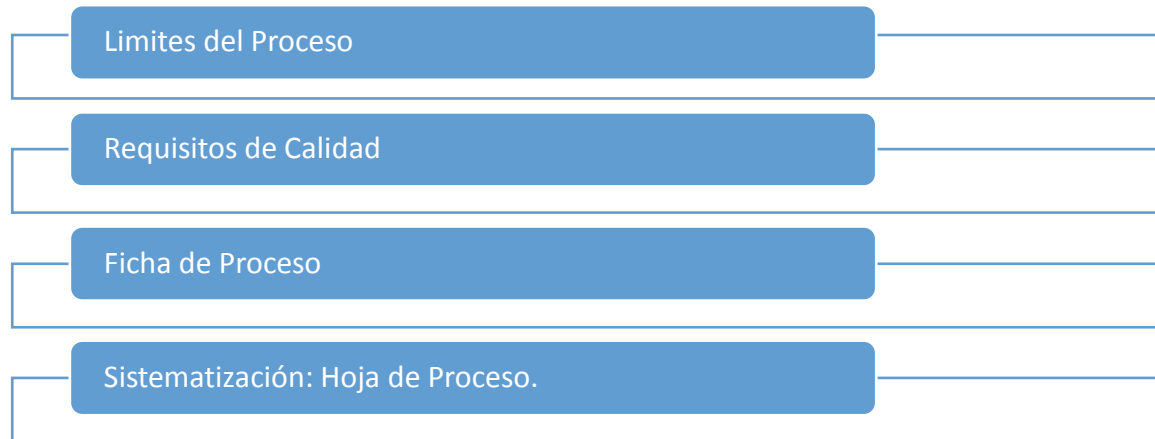 Limites del Proceso
Requisitos de Calidad
Ficha de Proceso
Sistematización: Hoja de Proceso.